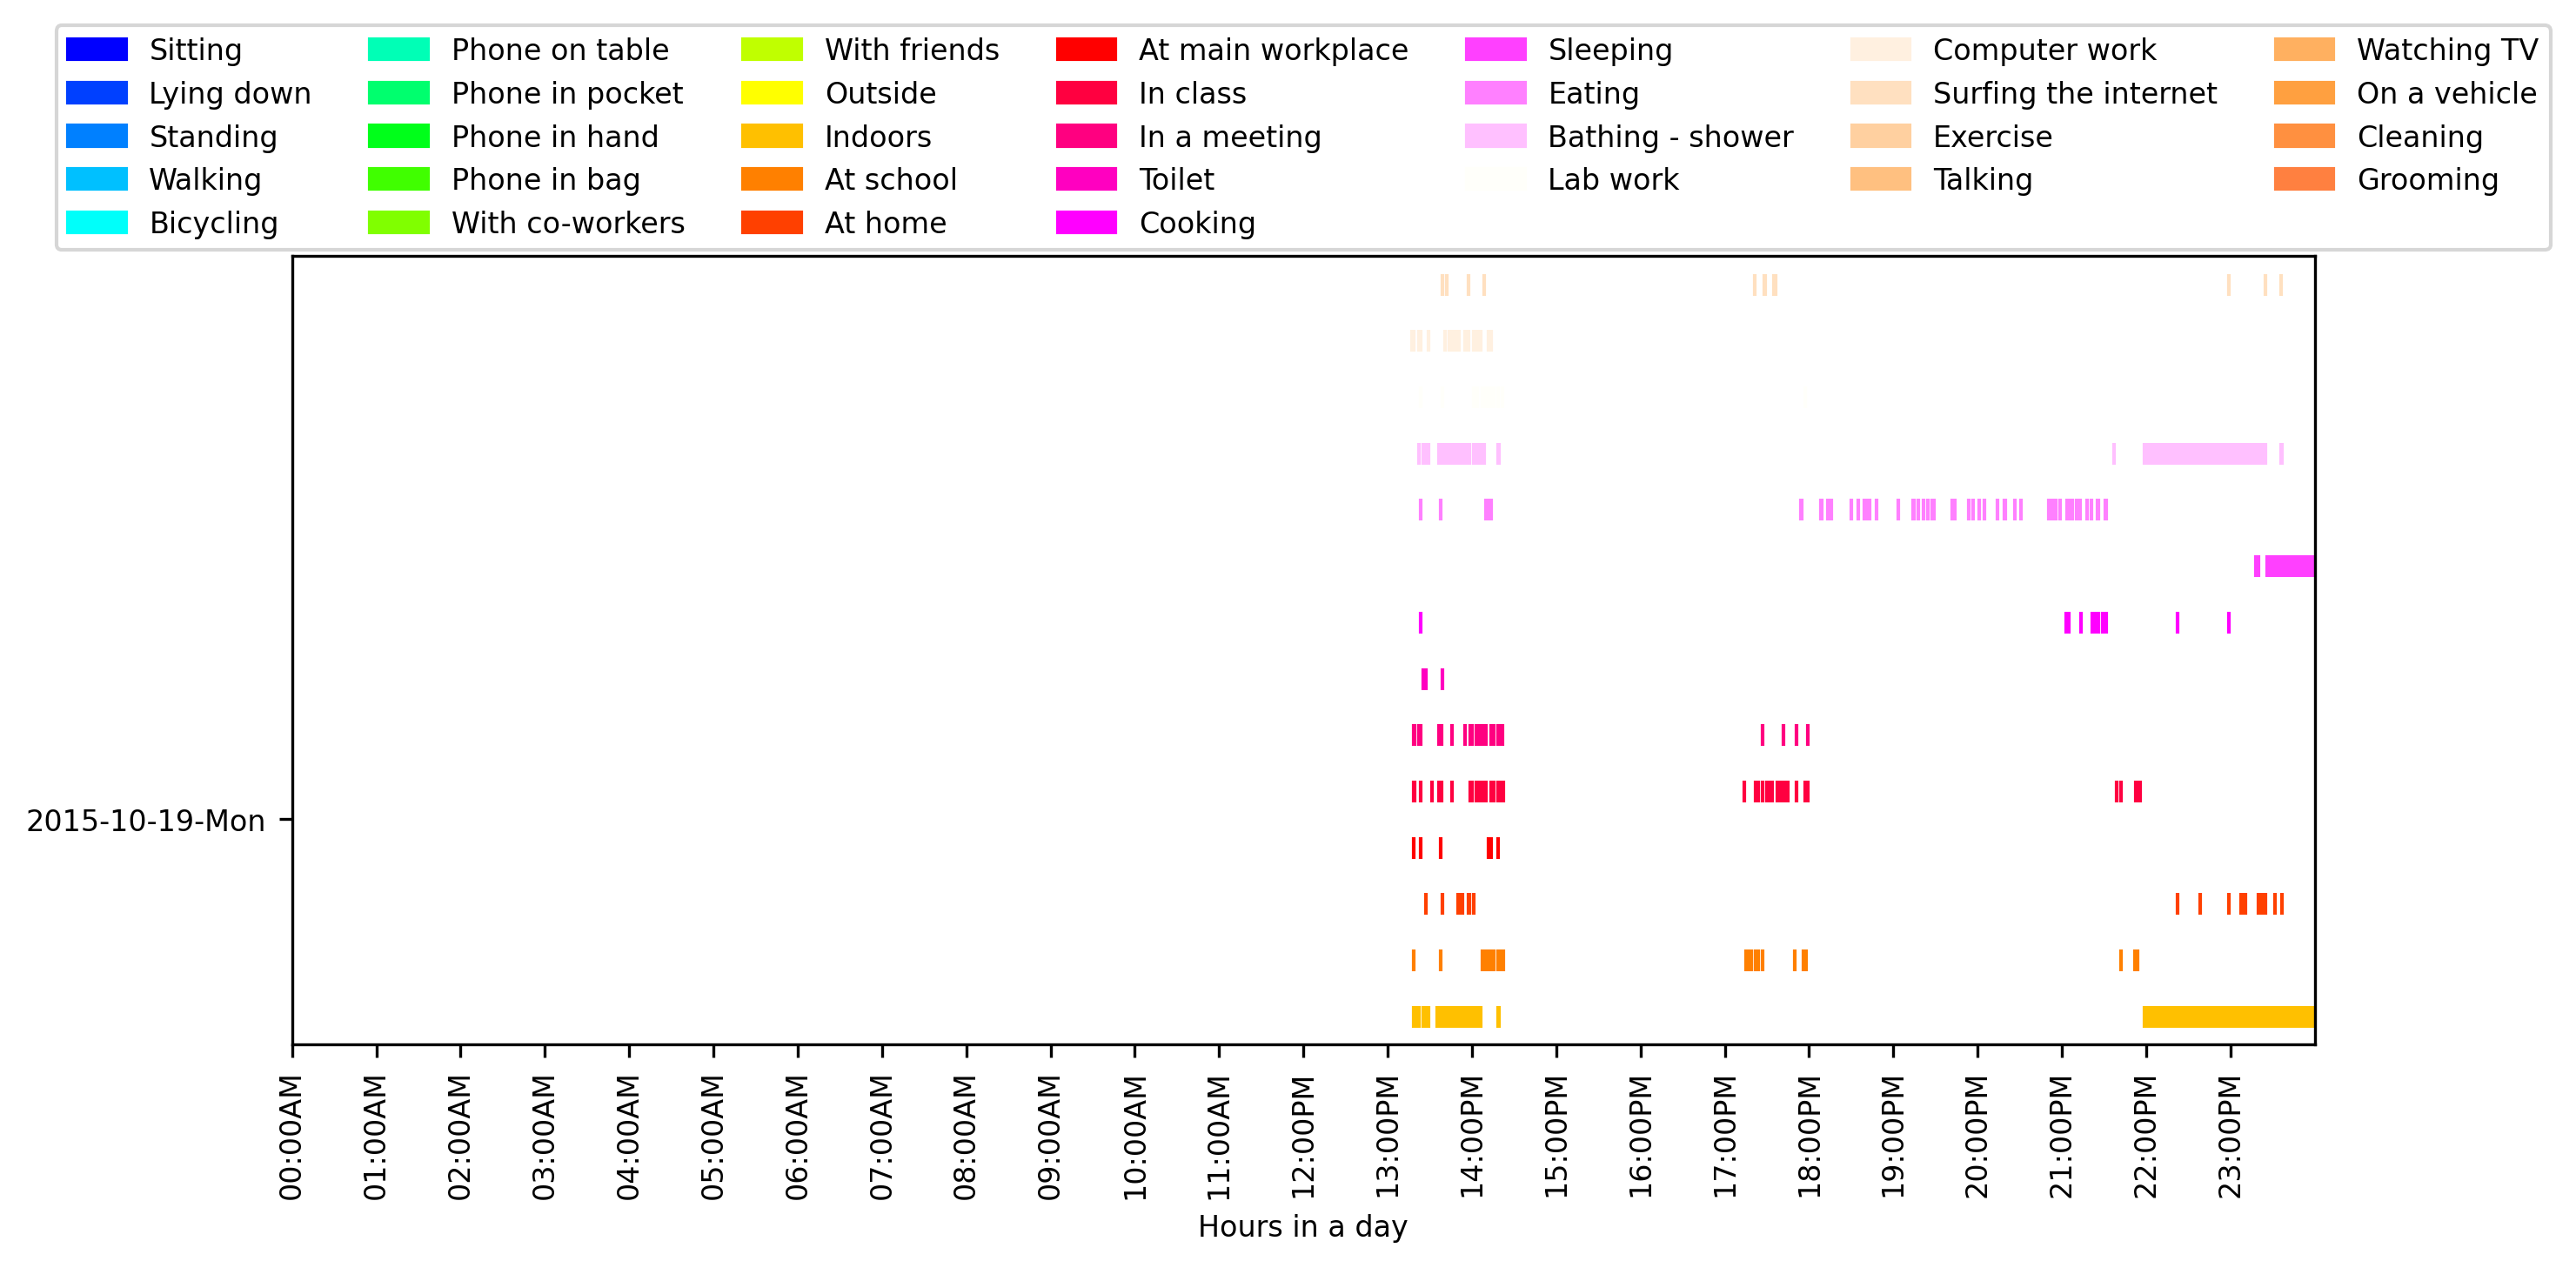 Sitting
Lying down
Standing
Walking
Bicycling
Phone on table
Phone in pocket
Phone in hand
Phone in bag
With co-workers
With friends
Outside
Indoors
At school
At home
At main workplace
In class
In a meeting
Toilet
Cooking
Sleeping
Eating
Bathing - shower
Lab work
Computer work
Surfing the internet
Exercise
Talking
Watching TV
On a vehicle
Cleaning
Grooming
2015-10-19-Mon
00:00AM
01:00AM
02:00AM
03:00AM
04:00AM
05:00AM
06:00AM
07:00AM
08:00AM
09:00AM
10:00AM
11:00AM
12:00PM
13:00PM
14:00PM
15:00PM
16:00PM
17:00PM
18:00PM
19:00PM
20:00PM
21:00PM
22:00PM
23:00PM
Hours in a day